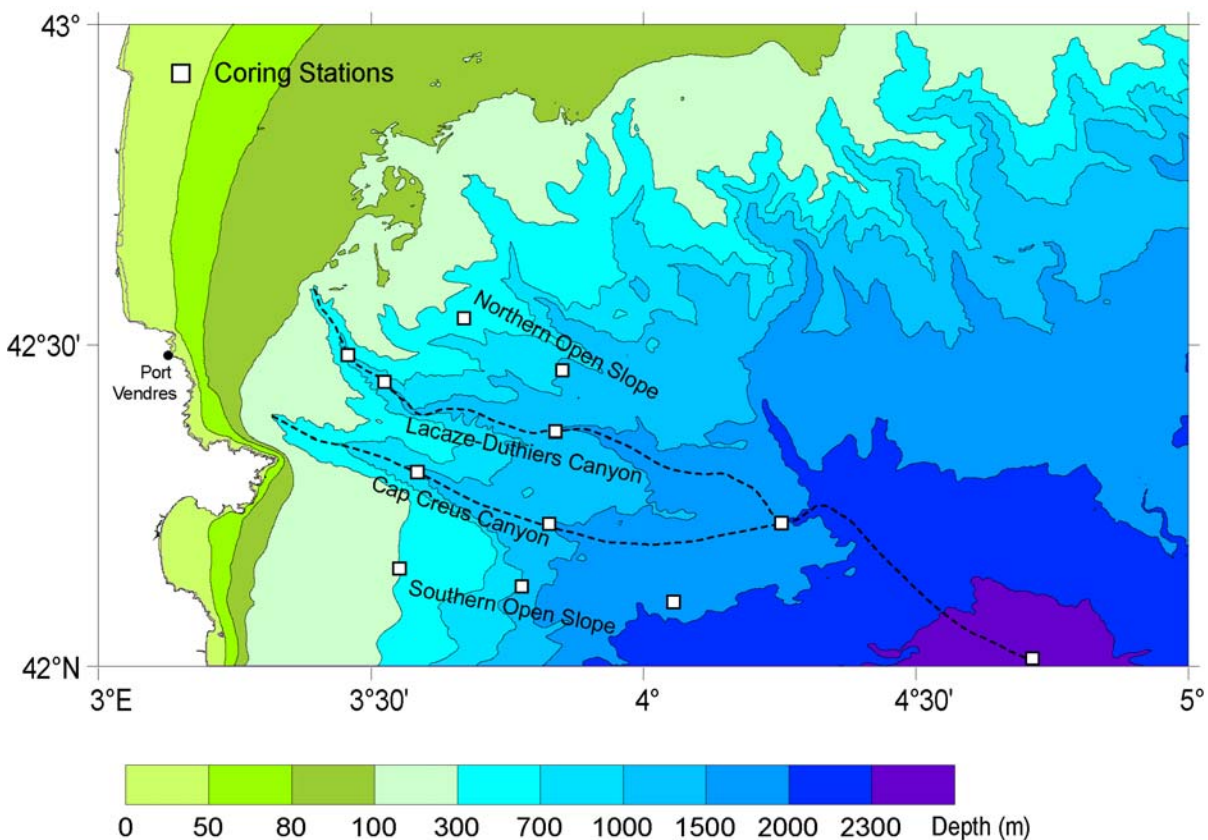 43°
Coring Stations
Northern Open Slope
42°30'
Port
Vendres
Lacaze-Duthiers Canyon
Cap Creus Canyon
Southern Open Slope
42°N
3°E 3°30' 4° 4°30' 5°
0 50 80 100 300 700 1000 1500 2000 2300 Depth (m)